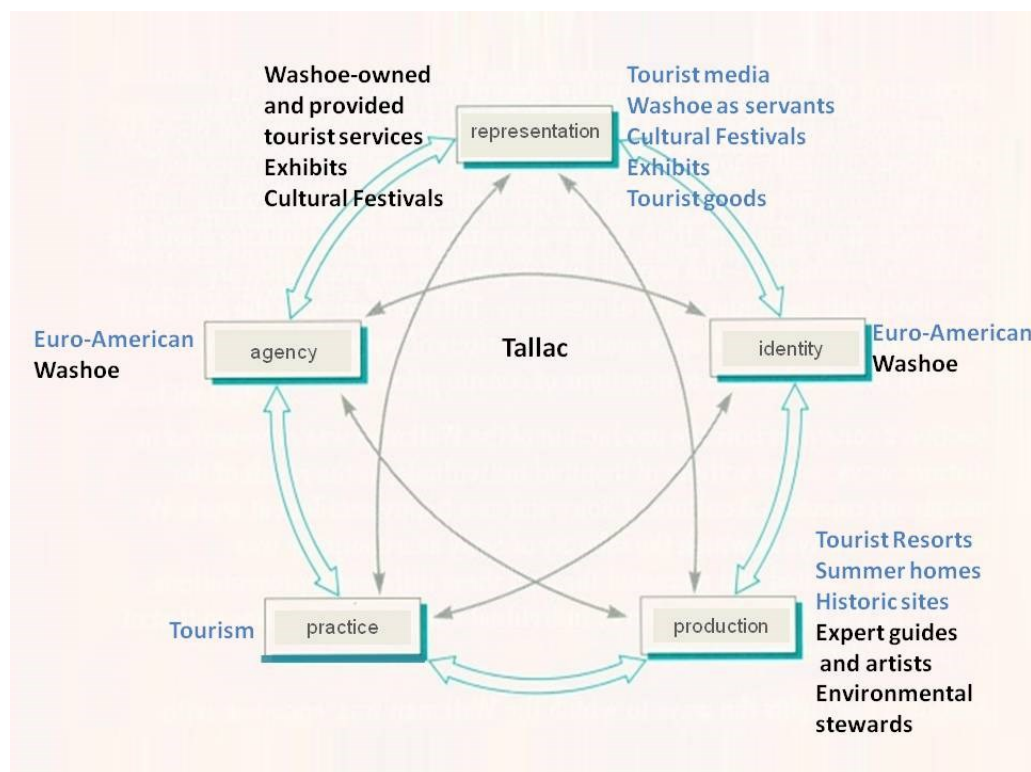 Washoe-owned
and provided
tourist services
Exhibits
Cultural Festivals
representation
Tourist media
Washoe as servants
Cultural Festivals
Exhibits
Tourist goods
Euro-American
Washoe
agency
Tallac
identity
Euro-American
Washoe
Tourism
practice
production
Tourist Resorts
Summer homes
Historic sites
Expert guides
and artists
Environmental
stewards